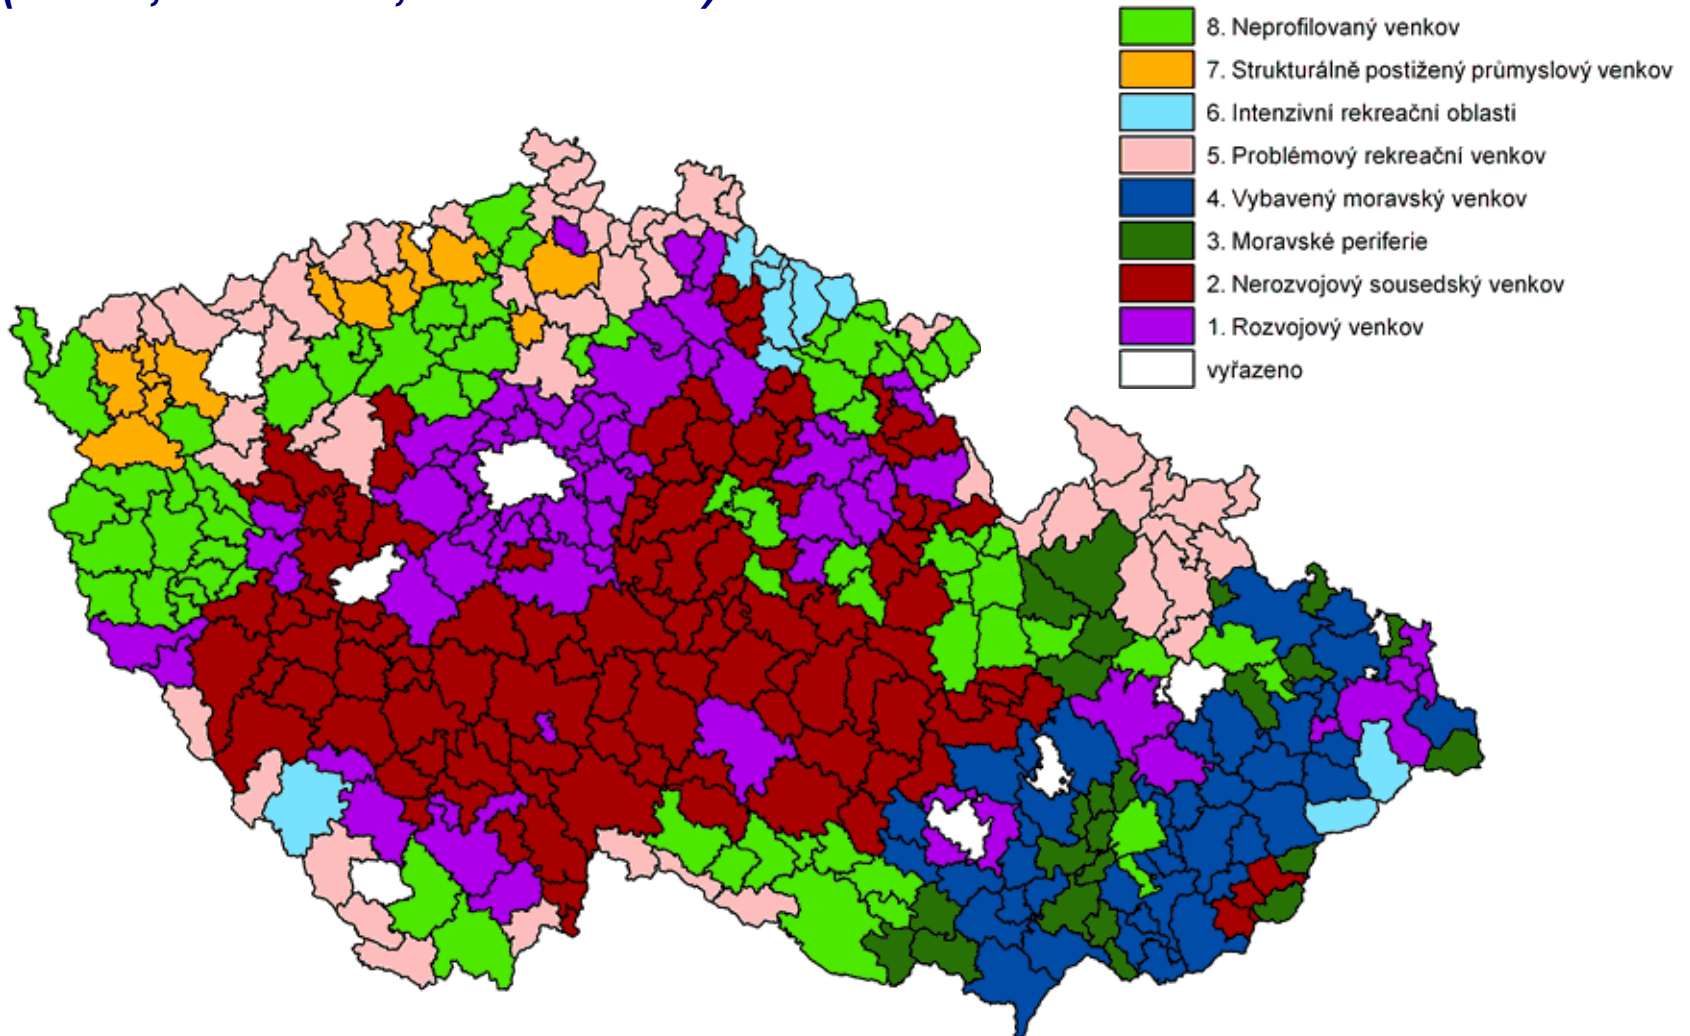 8. Neprofilovaný venkov
7. Strukturálně postižený průmyslový venkov
6. Intenzivní rekreační oblasti
5. Problémový rekreační venkov
4. Vybavený moravský venkov
3. Moravské periferie
2. Nerozvojový sousedský venkov
1. Rozvojový venkov
vyřazeno